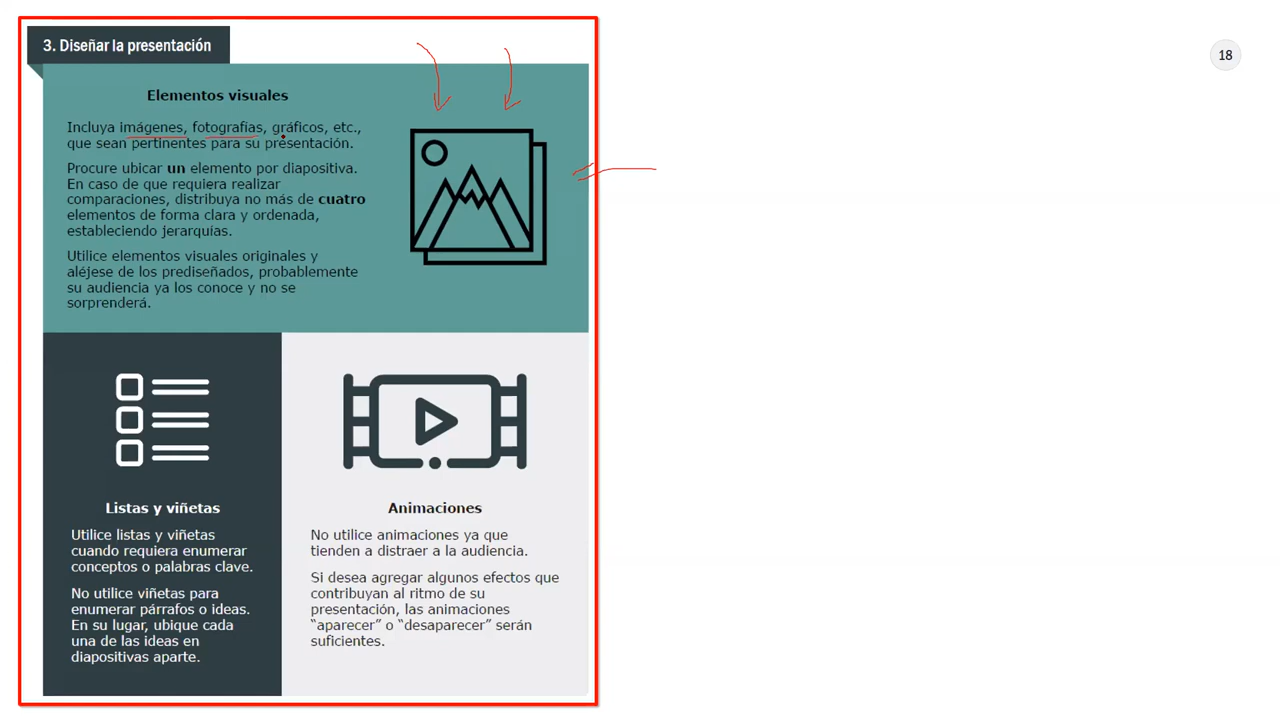 3. Diseñar la presentación
18
Elementos visuales
Incluya imágenes, fotografías, gráficos, etc.,
que sean pertinentes para su presentación.
Procure ubicar un elemento por diapositiva.
En caso de que requiera realizar
comparaciones, distribuya no más de cuatro
elementos de forma clara y ordenada,
estableciendo jerarquías.
Utilice elementos visuales originales y
aléjese de los prediseñados, probablemente
su audiencia ya los conoce y no se
sorprenderá.
Listas y viñetas
Utilice listas y viñetas
cuando requiera enumerar
conceptos o palabras clave.
No utilice viñetas para
enumerar párrafos o ideas.
En su lugar, ubique cada
una de las ideas en
diapositivas aparte.
Animaciones
No utilice animaciones ya que
tienden a distraer a la audiencia.
Si desea agregar algunos efectos que
contribuyan al ritmo de su
presentación, las animaciones
“aparecer” o “desaparecer” serán
suficientes.